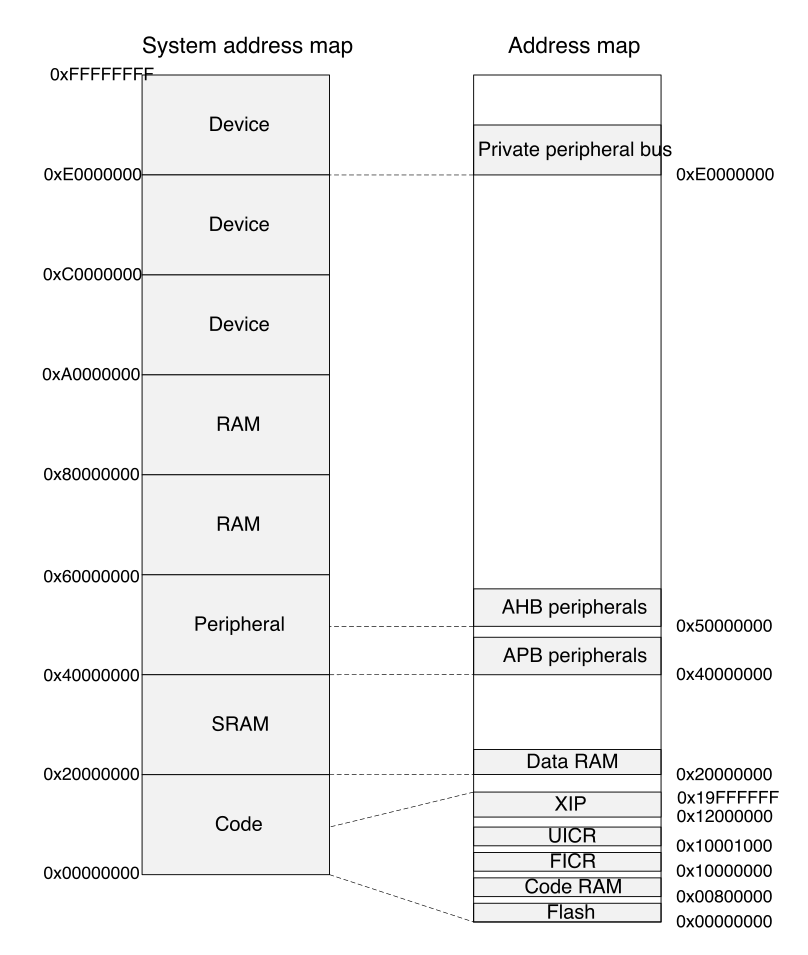 System address map
Address map
0xFFFFFFFF
Device
Private peripheral bus
0xE0000000
0xE0000000
Device
0xC0000000
Device
0xA0000000
RAM
0x80000000
RAM
0x60000000
AHB peripherals
Peripheral
0x50000000
APB peripherals
0x40000000
0x40000000
SRAM
Data RAM
0x20000000
0x20000000
0x19FFFFFF
XIP
0x12000000
Code
UICR
0x10001000
FICR
0x10000000
0x00000000
Code RAM
0x00800000
Flash
0x00000000